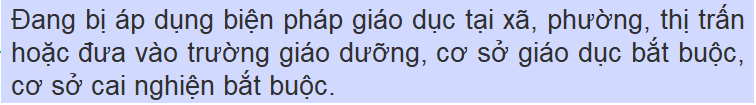 Đang bị áp dụng biện pháp giáo dục tại xã, phường, thị trấn
hoặc đưa vào trường giáo dưỡng, cơ sở giáo dục bắt buộc,
cơ sở cai nghiện bắt buộc.